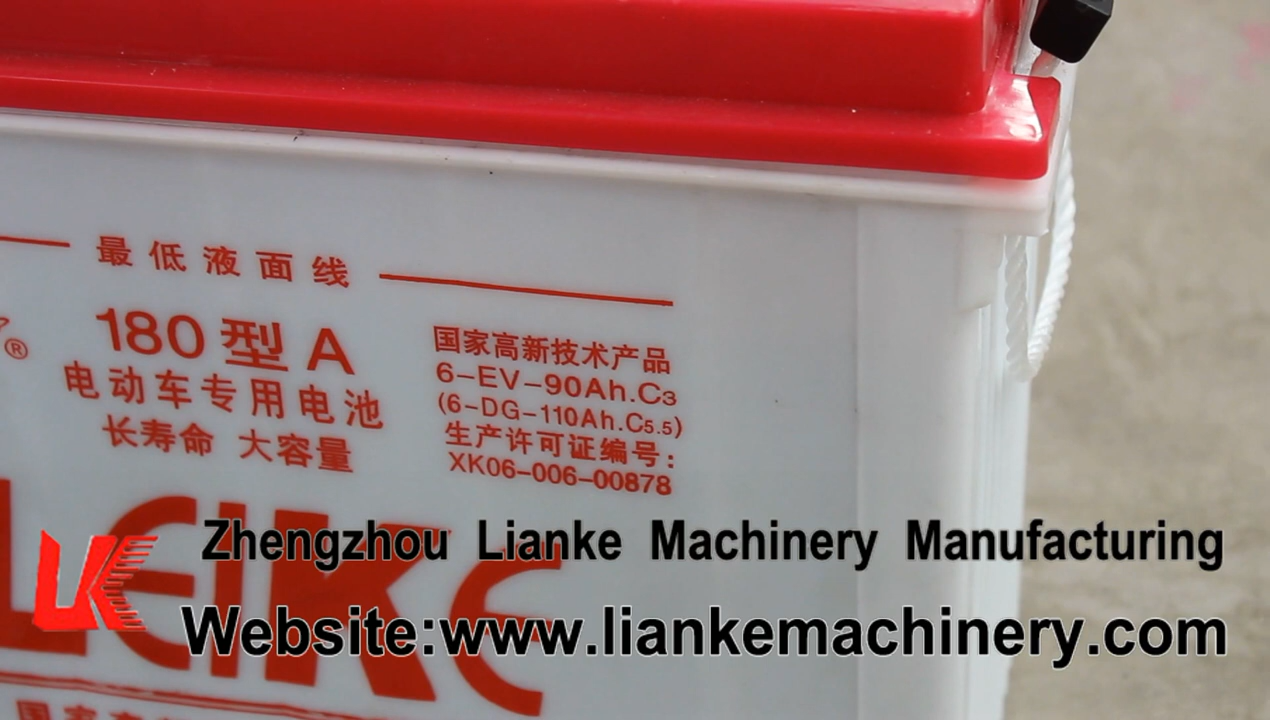 最低液面线
®
180型A
电动车专用电池
长寿命 大容量
国家高新技术产品
6-EV-90Ah.C3
(6-DG-110Ah.C5.5)
生产许可证编号:
XK06-006-00878
Zhengzhou Lianke Machinery Manufacturing
Website:www.liankemachinery.com